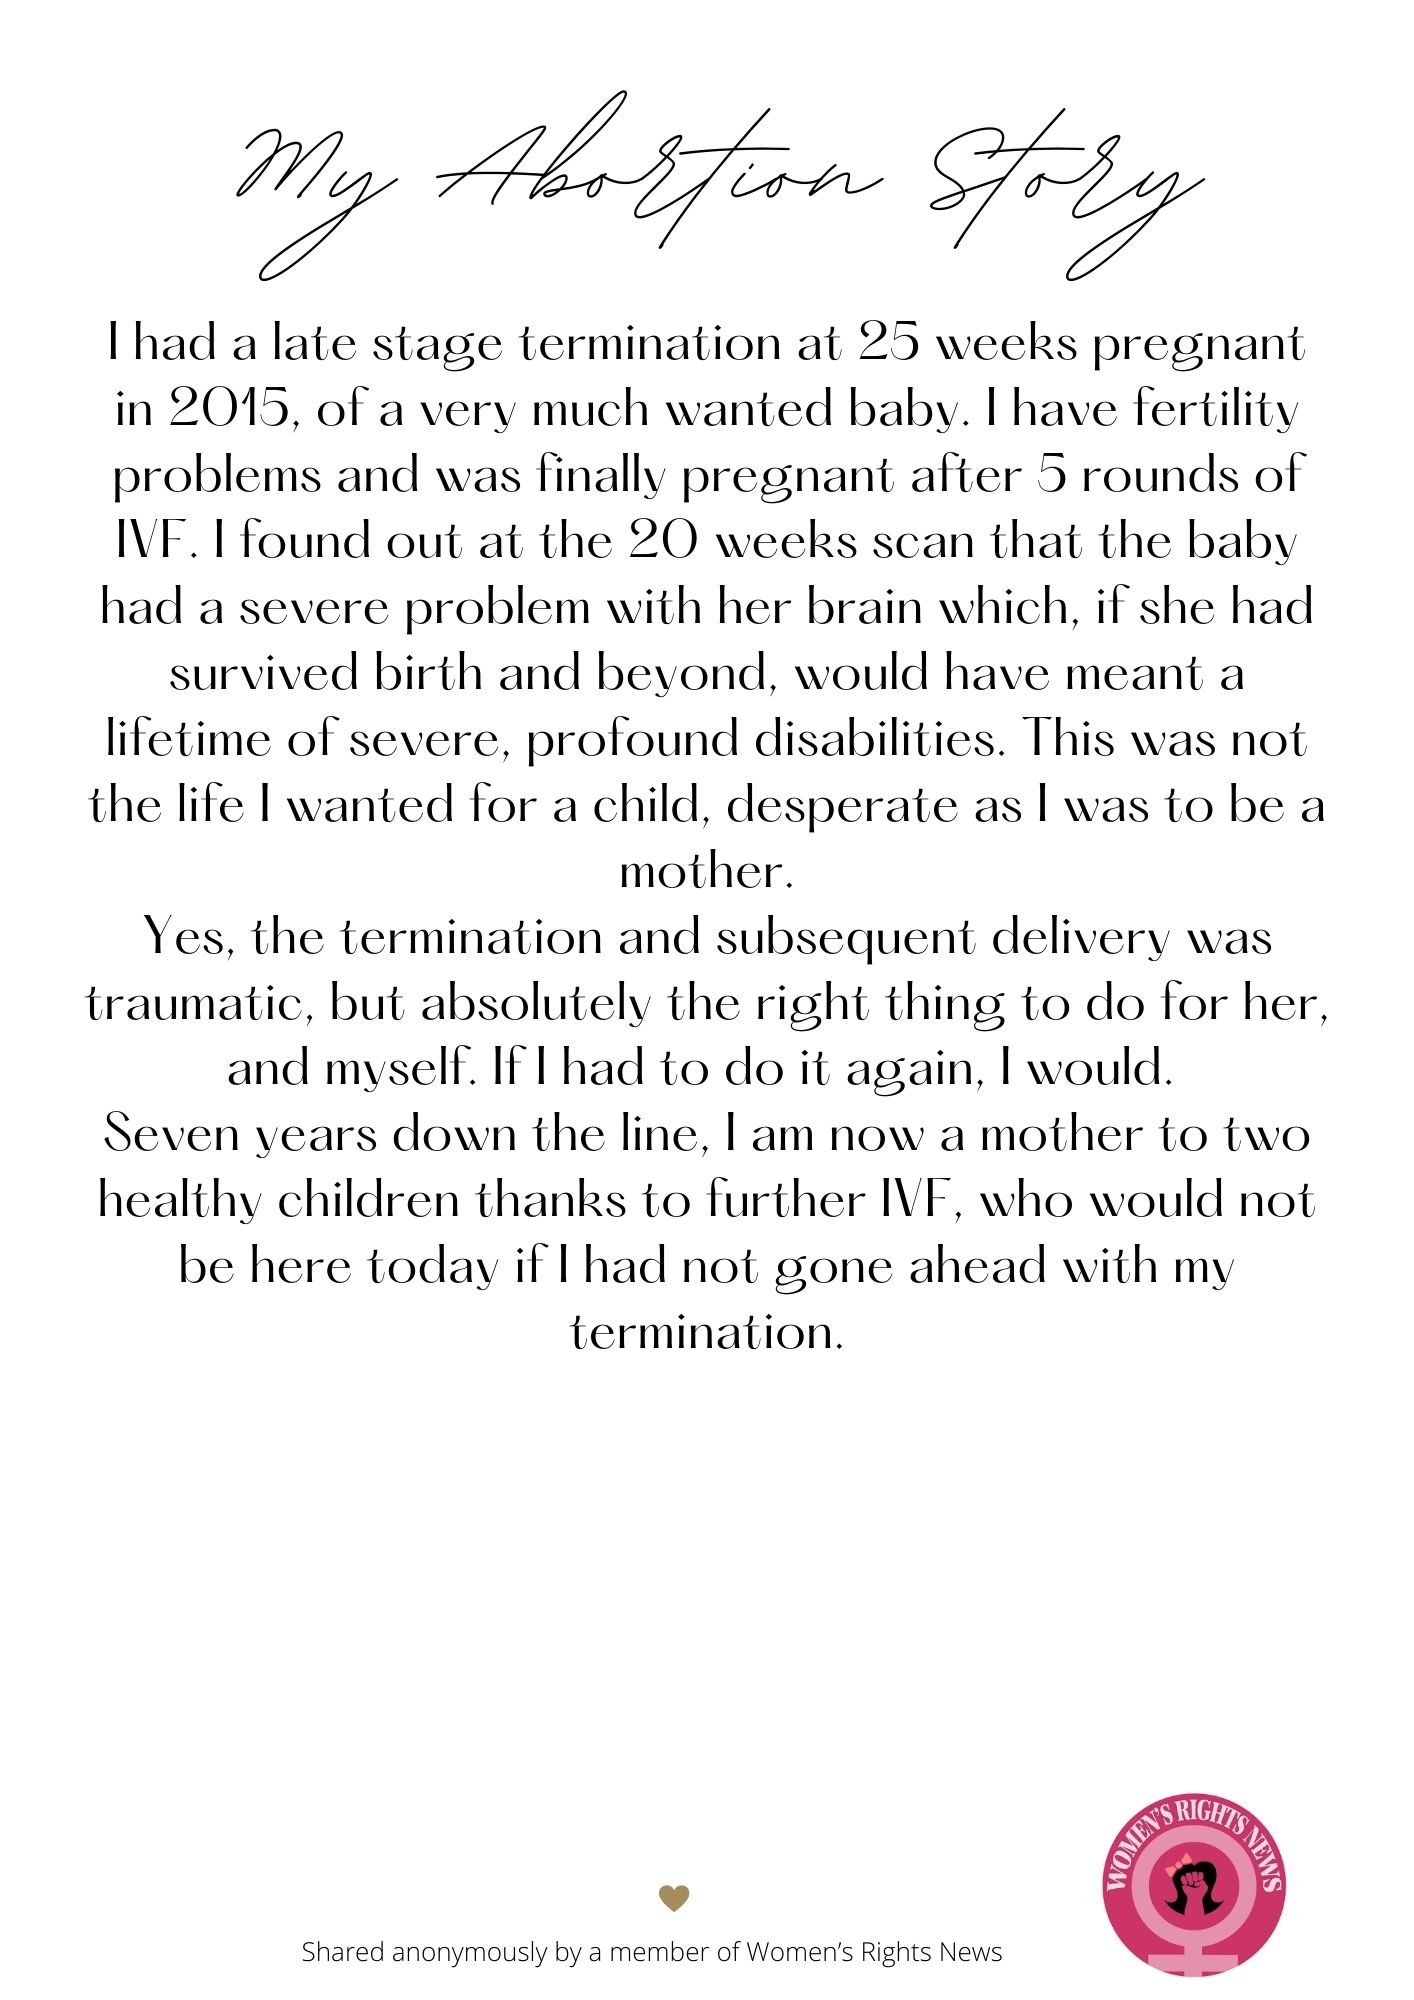 My Abortion Story
I had a late stage termination at 25 weeks pregnant
in 2015, of a very much wanted baby. I have fertility
problems and was finally pregnant after 5 rounds of
IVF. I found out at the 20 weeks scan that the baby
had a severe problem with her brain which, if she had
survived birth and beyond, would have meant a
lifetime of severe, profound disabilities. This was not
the life I wanted for a child, desperate as I was to be a
mother.
Yes, the termination and subsequent delivery was
traumatic, but absolutely the right thing to do for her,
and myself. If I had to do it again, I would.
Seven years down the line, I am now a mother to two
healthy children thanks to further IVF, who would not
be here today if I had not gone ahead with my
termination.
WOMEN'S RIGHTS NEWS
Shared anonymously by a member of Women’s Rights News